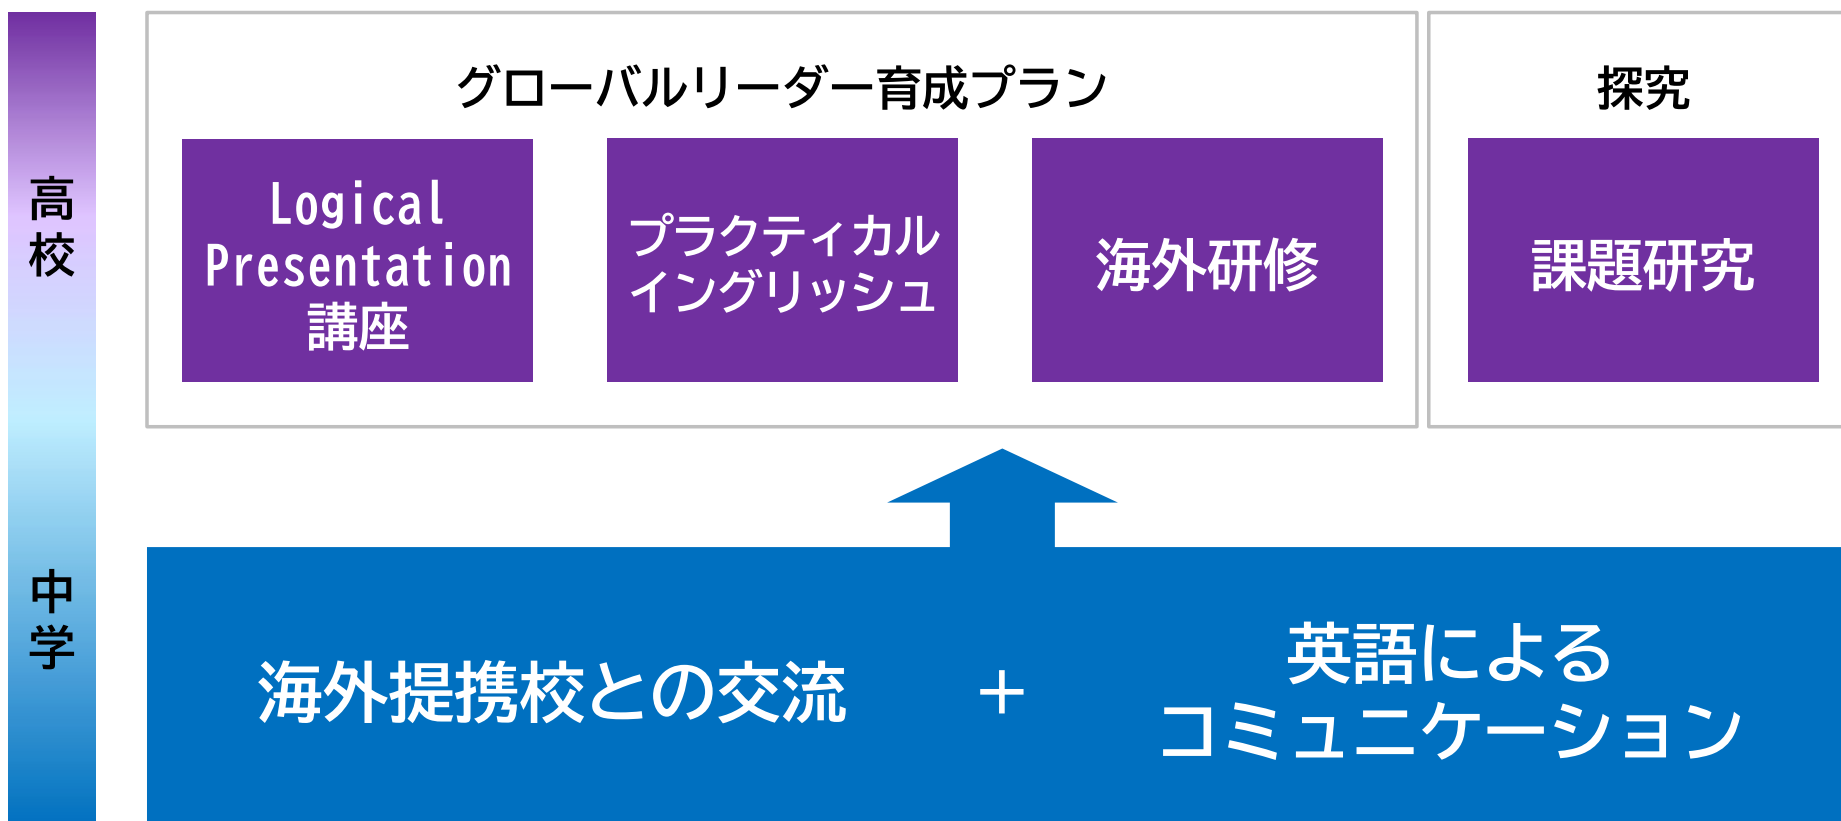 高校
グローバルリーダー育成プラン
Logical
Presentation
講座
プラクティカル
イングリッシュ
海外研修
探究
課題研究
中学
海外提携校との交流
+
英語による
コミュニケーション